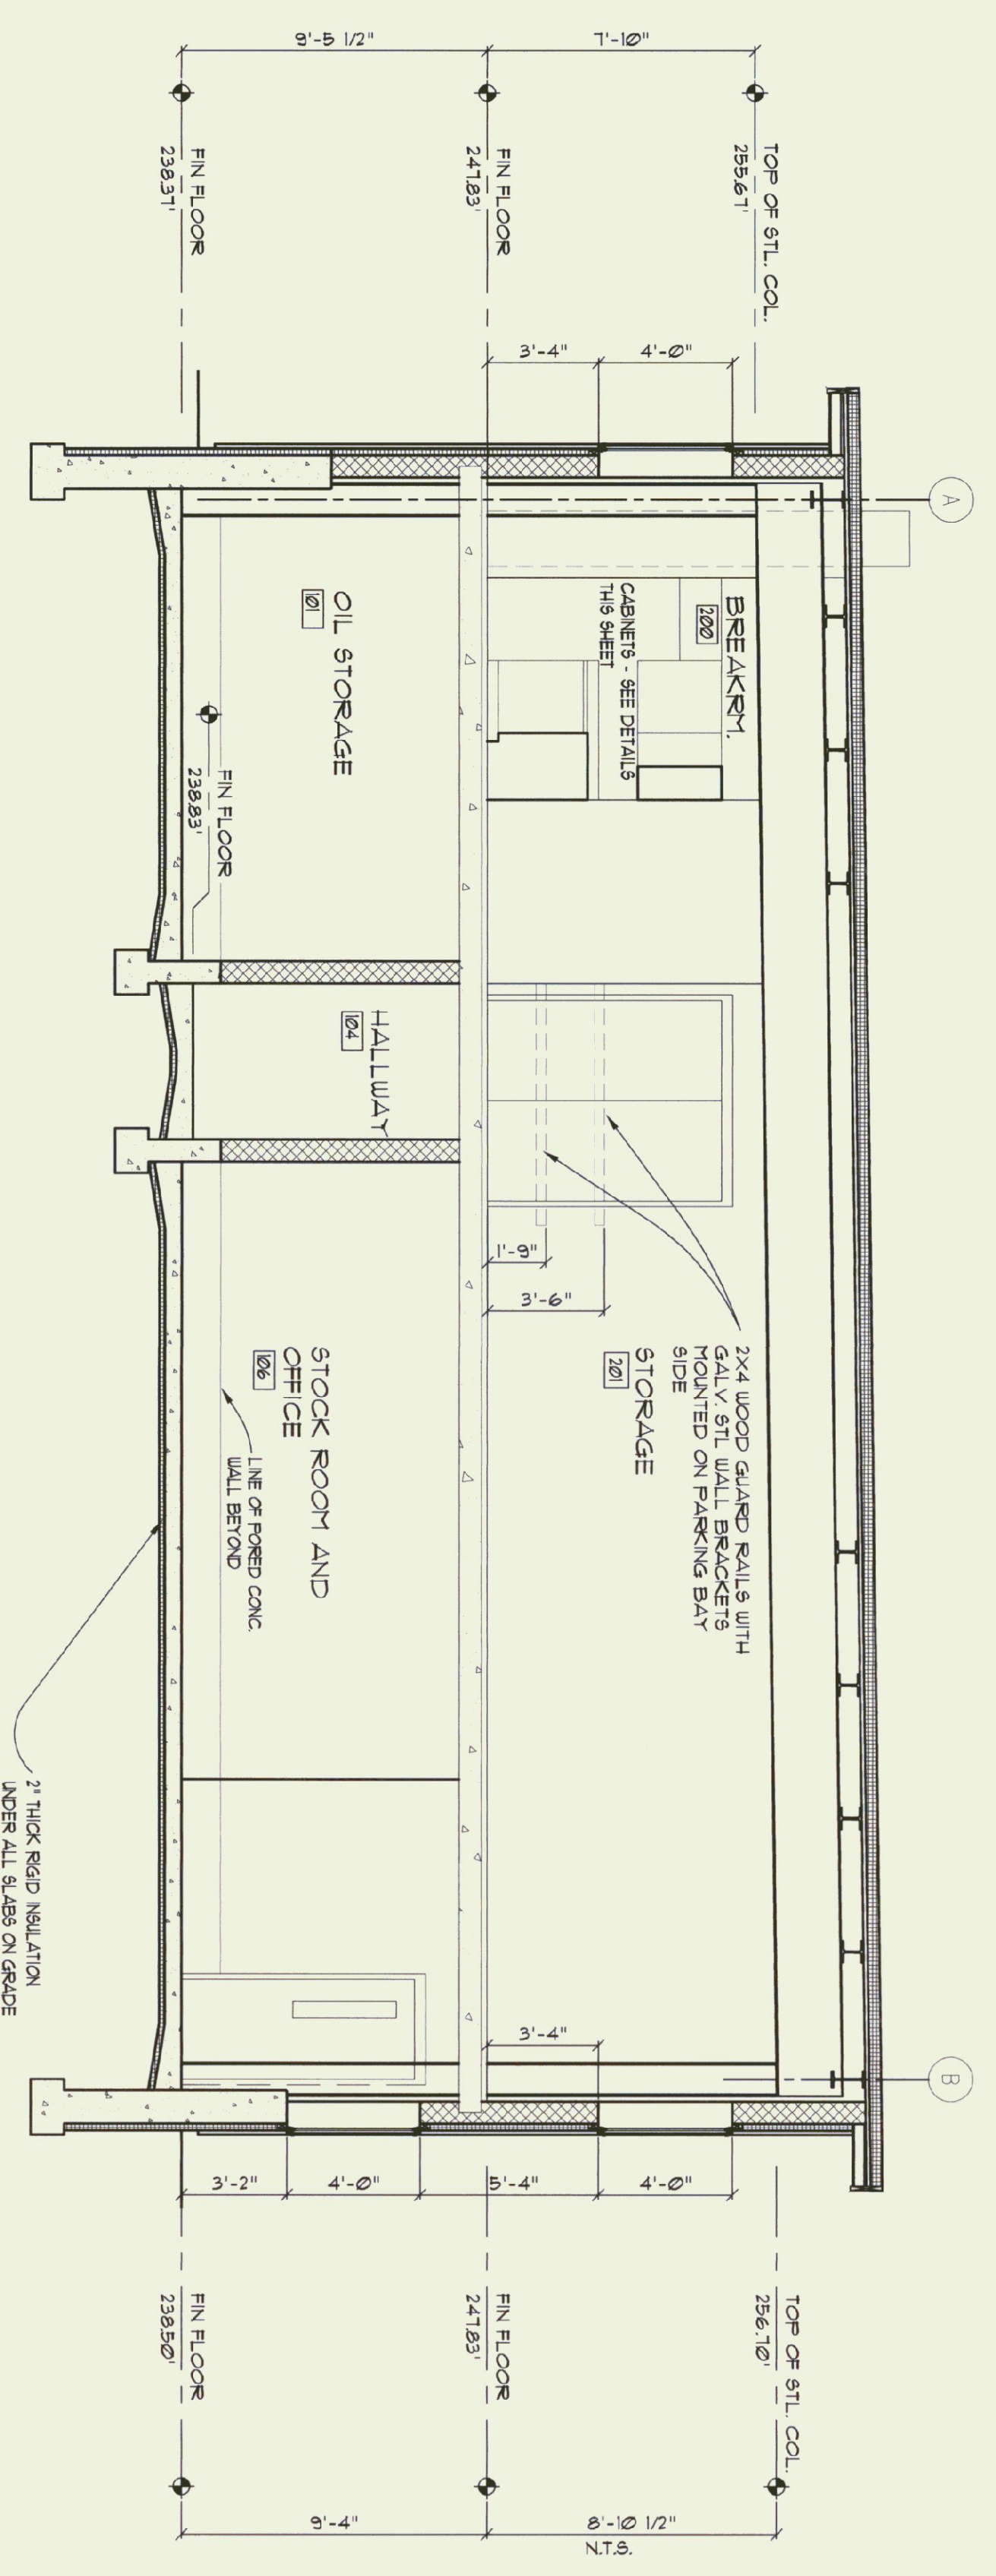 A
B
TOP OF STL. COL.
255.67'
7'-10"
FIN FLOOR
247.83'
9'-5 1/2"
FIN FLOOR
238.37'
4'-0"
3'-4"
BREAKRM.
200
CABINETS - SEE DETAILS
THIS SHEET
OIL STORAGE
101
FIN FLOOR
238.83'
HALLWAY
104
1'-9"
3'-6"
2X4 WOOD GUARD RAILS WITH
GALV. STL WALL BRACKETS
MOUNTED ON PARKING BAY
SIDE
STORAGE
201
STOCK ROOM AND
OFFICE
106
LINE OF PORED CONC.
WALL BEYOND
2" THICK RIGID INSULATION
UNDER ALL SLABS ON GRADE
3'-4"
4'-0"
5'-4"
4'-0"
3'-2"
TOP OF STL. COL.
256.70'
FIN FLOOR
247.83'
FIN FLOOR
238.50'
8'-10 1/2"
N.T.S.
9'-4"